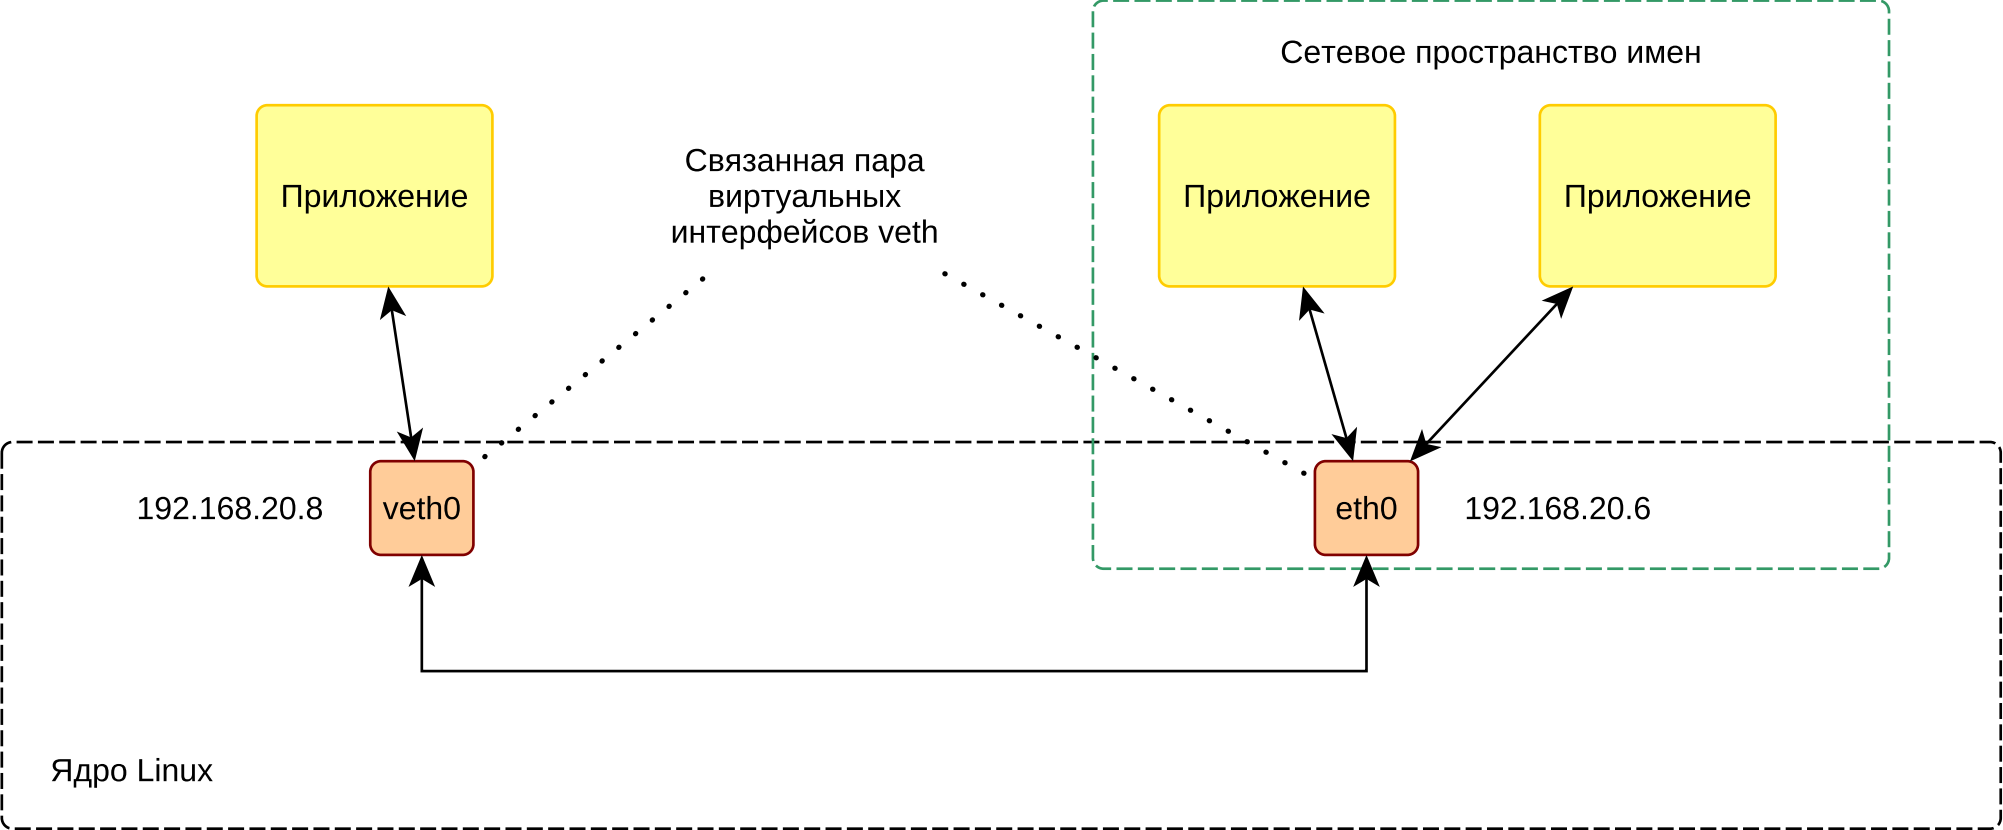 Сетевое пространство имен
Приложение
Связанная пара
виртуальных
интерфейсов veth
Приложение
Приложение
192.168.20.8
veth0
eth0
192.168.20.6
Ядро Linux